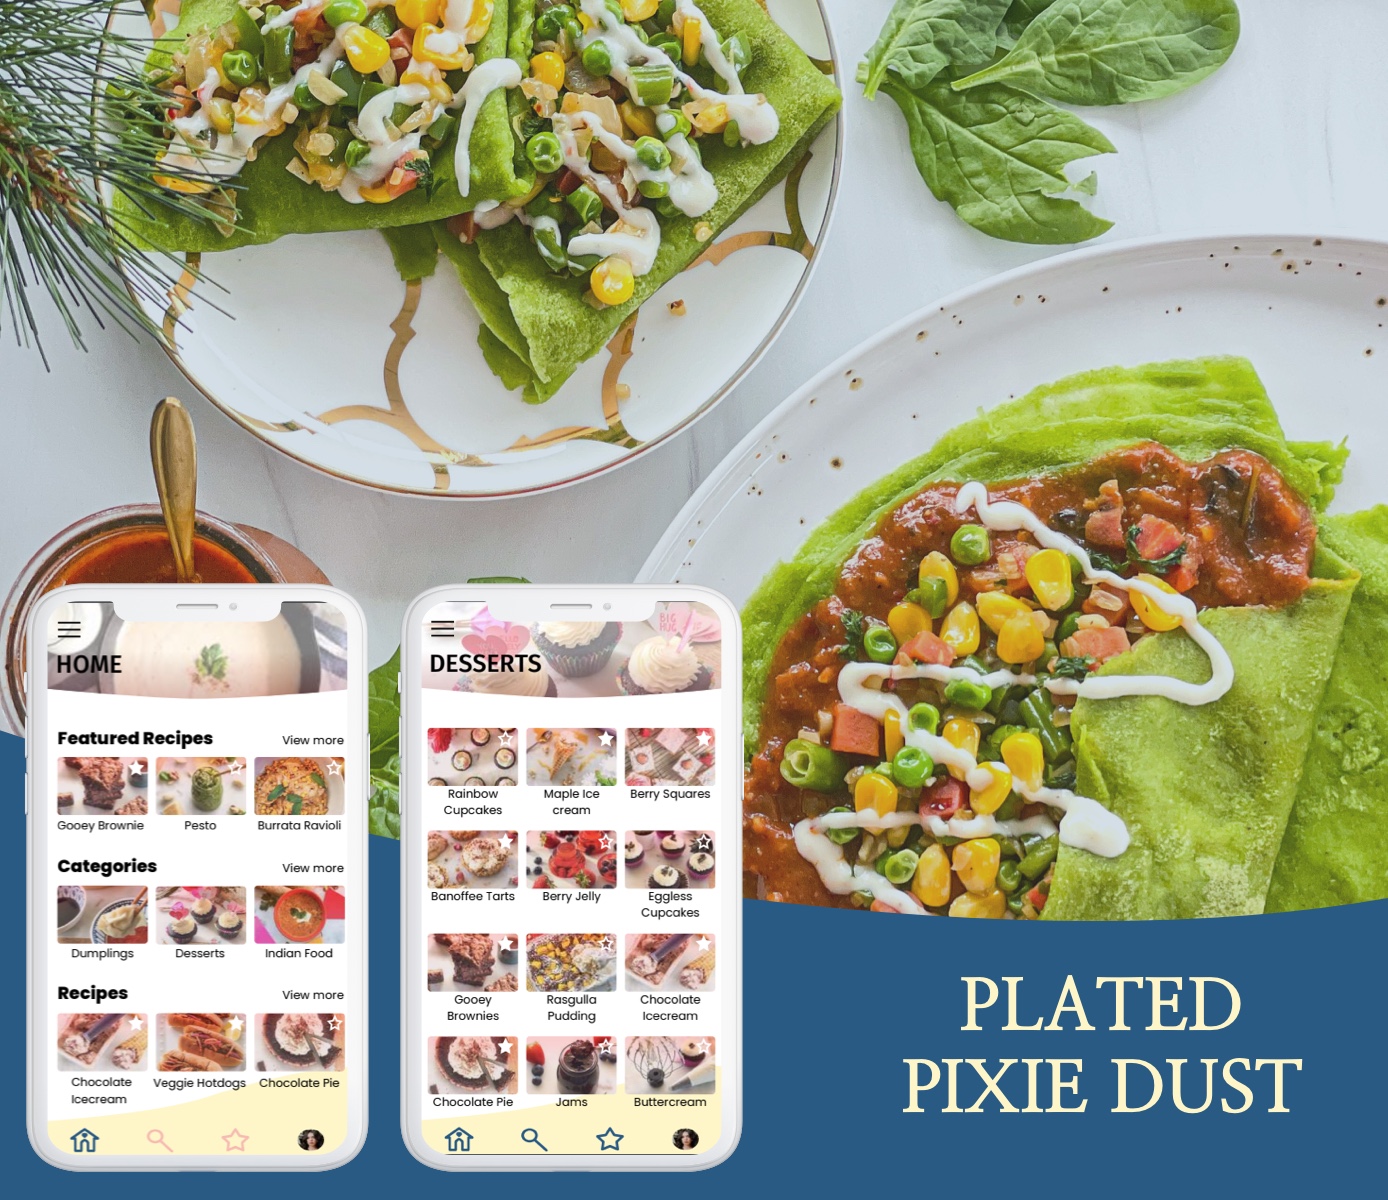 HOME
Featured Recipes View more
Gooey Brownie Pesto Burrata Ravioli
Categories View more
Dumplings Desserts Indian Food
Recipes View more
Chocolate
Icecream
Veggie Hotdogs
Chocolate Pie
DESSERTS
Rainbow
Cupcakes
Maple Ice
cream
Berry Squares
Banoffee Tarts
Berry Jelly
Eggless
Cupcakes
Gooey
Brownies
Rasgulla
Pudding
Chocolate
Icecream
Chocolate Pie
Jams
Buttercream
PLATED
PIXIE DUST